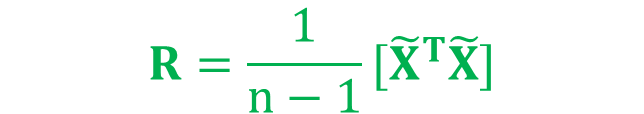 R = 1/(n − 1) [X̃ᵀX̃]